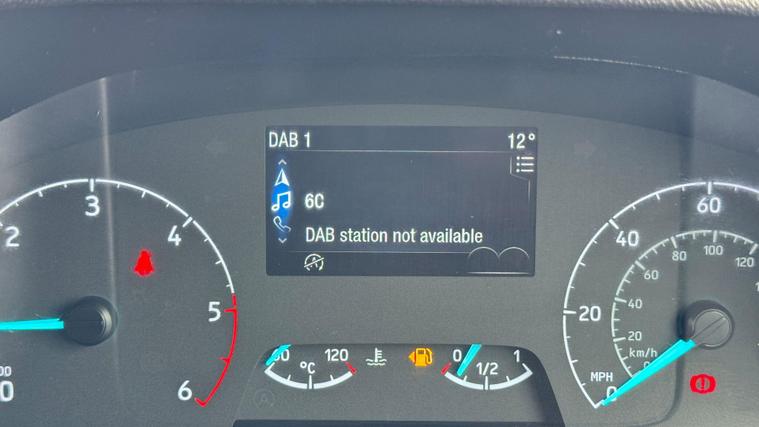 DAB 1 12°
6C
DAB station not available
2 3 4 5 6
60 120
°C
0 1/2 1
0 20 40 60
20 40 60 80 100 120
km/h
MPH
A